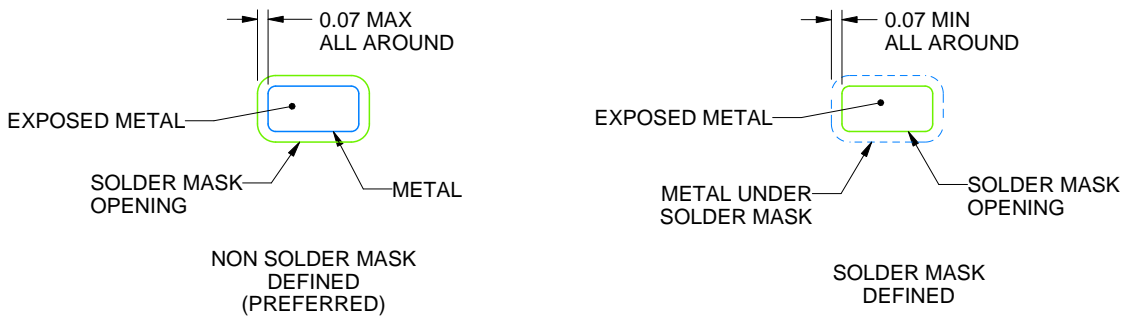 0.07 MAX
ALL AROUND
EXPOSED METAL
SOLDER MASK
OPENING
METAL
NON SOLDER MASK
DEFINED
(PREFERRED)
0.07 MIN
ALL AROUND
EXPOSED METAL
METAL UNDER
SOLDER MASK
SOLDER MASK
OPENING
SOLDER MASK
DEFINED